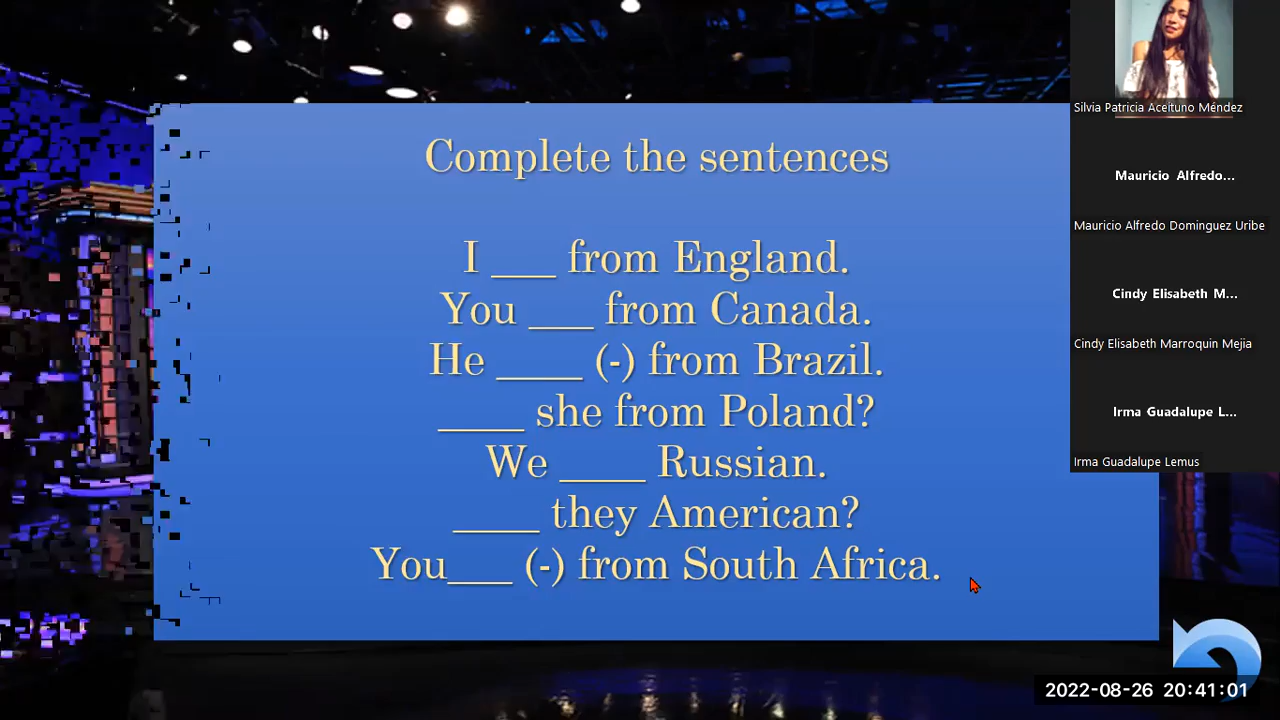 Complete the sentences
I ___ from England.
You ___ from Canada.
He ____ (-) from Brazil.
____ she from Poland?
We ____ Russian.
____ they American?
You___ (-) from South Africa.
Silvia Patricia Aceituno Méndez
Mauricio Alfredo...
Mauricio Alfredo Dominguez Uribe
Cindy Elisabeth M...
Cindy Elisabeth Marroquin Mejia
Irma Guadalupe L...
Irma Guadalupe Lemus
2022-08-26 20:41:01